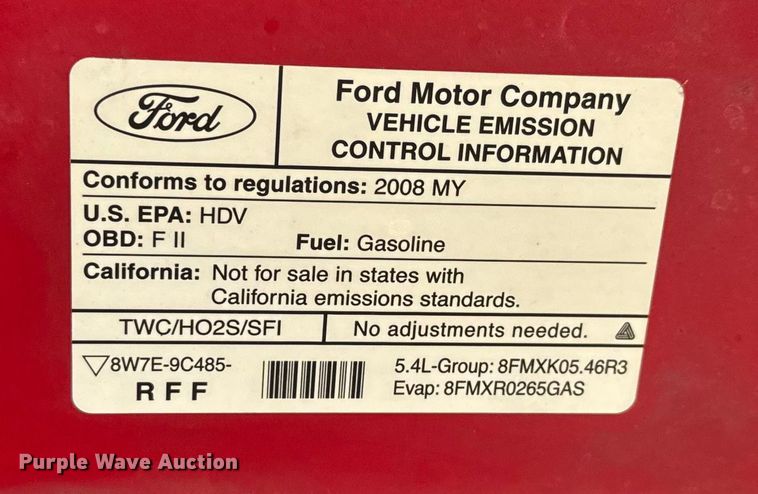 Ford
Ford Motor Company
VEHICLE EMISSION
CONTROL INFORMATION
Conforms to regulations: 2008 MY
U.S. EPA: HDV
OBD: F II Fuel: Gasoline
California: Not for sale in states with
California emissions standards.
TWC/HO2S/SFI No adjustments needed.
8W7E-9C485-
R F F
5.4L-Group: 8FMXK05.46R3
Evap: 8FMXR0265GAS
Purple Wave Auction